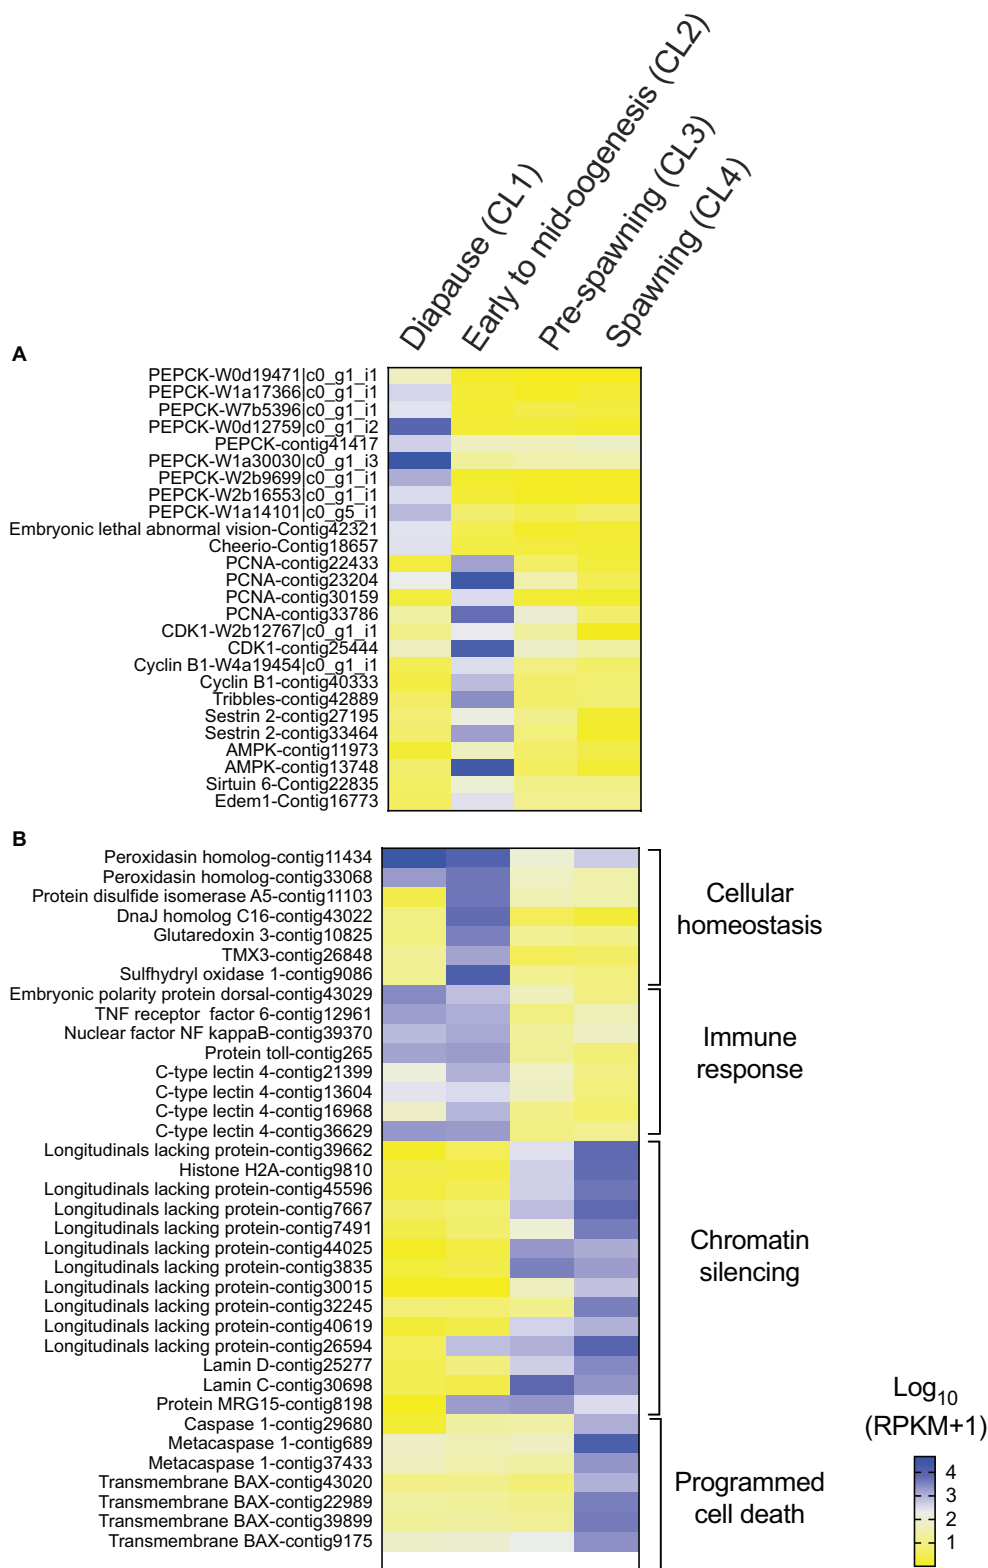 Diapause (CL1)
Early to mid-oogenesis (CL2)
Pre-spawning (CL3)
Spawning (CL4)
A
PEPCK-W0d19471|c0_g1_i1
PEPCK-W1a17366|c0_g1_i1
PEPCK-W7b5396|c0_g1_i1
PEPCK-W0d12759|c0_g1_i2
PEPCK-contig41417
PEPCK-W1a30030|c0_g1_i3
PEPCK-W2b9699|c0_g1_i1
PEPCK-W2b16553|c0_g1_i1
PEPCK-W1a14101|c0_g5_i1
Embryonic lethal abnormal vision-Contig42321
Cheerio-Contig18657
PCNA-contig22433
PCNA-contig23204
PCNA-contig30159
PCNA-contig33786
CDK1-W2b12767|c0_g1_i1
CDK1-contig25444
Cyclin B1-W4a19454|c0_g1_i1
Cyclin B1-contig40333
Tribbles-contig42889
Sestrin 2-contig27195
Sestrin 2-contig33464
AMPK-contig11973
AMPK-contig13748
Sirtuin 6-Contig22835
Edem1-Contig16773
B
Peroxidasin homolog-contig11434
Peroxidasin homolog-contig33068
Protein disulfide isomerase A5-contig11103
DnaJ homolog C16-contig43022
Glutaredoxin 3-contig10825
TMX3-contig26848
Sulfhydryl oxidase 1-contig9086
Embryonic polarity protein dorsal-contig43029
TNF receptor factor 6-contig12961
Nuclear factor NF kappaB-contig39370
Protein toll-contig265
C-type lectin 4-contig21399
C-type lectin 4-contig13604
C-type lectin 4-contig16968
C-type lectin 4-contig36629
Longitudinals lacking protein-contig39662
Histone H2A-contig9810
Longitudinals lacking protein-contig45596
Longitudinals lacking protein-contig7667
Longitudinals lacking protein-contig7491
Longitudinals lacking protein-contig44025
Longitudinals lacking protein-contig3835
Longitudinals lacking protein-contig30015
Longitudinals lacking protein-contig32245
Longitudinals lacking protein-contig40619
Longitudinals lacking protein-contig26594
Lamin D-contig25277
Lamin C-contig30698
Protein MRG15-contig8198
Caspase 1-contig29680
Metacaspase 1-contig689
Metacaspase 1-contig37433
Transmembrane BAX-contig43020
Transmembrane BAX-contig22989
Transmembrane BAX-contig39899
Transmembrane BAX-contig9175
Cellular
homeostasis
Immune
response
Chromatin
silencing
Programmed
cell death
Log10
(RPKM+1)
4
3
2
1